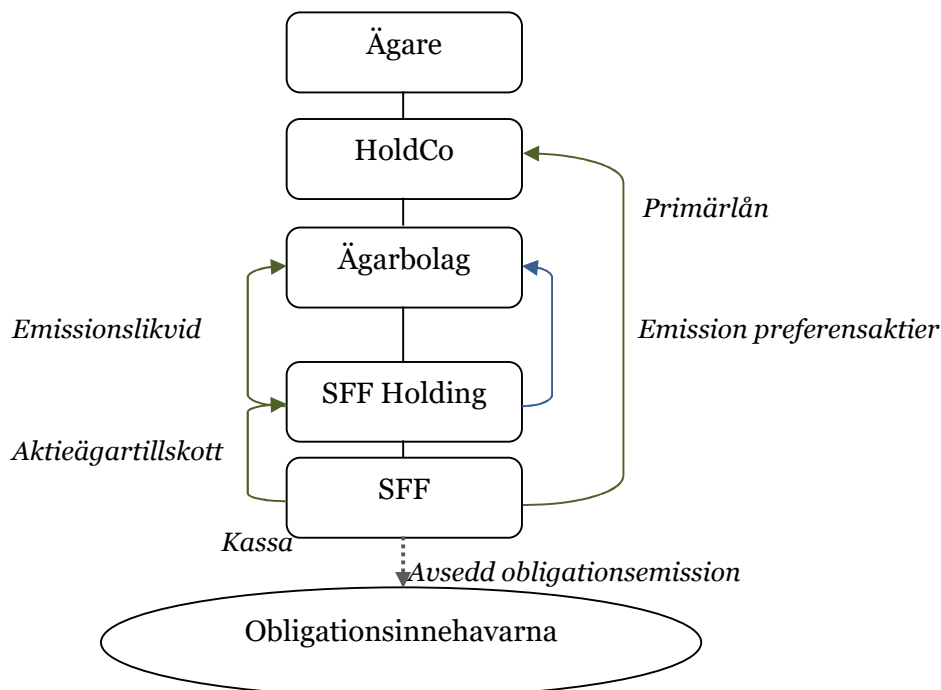 Ägare
HoldCo
Primärlån
Ägarbolag
Emissionslikvid
Emission preferensaktier
SFF Holding
Aktieägartillskott
SFF
Kassa
Avsedd obligationsemission
Obligationsinnehavarna